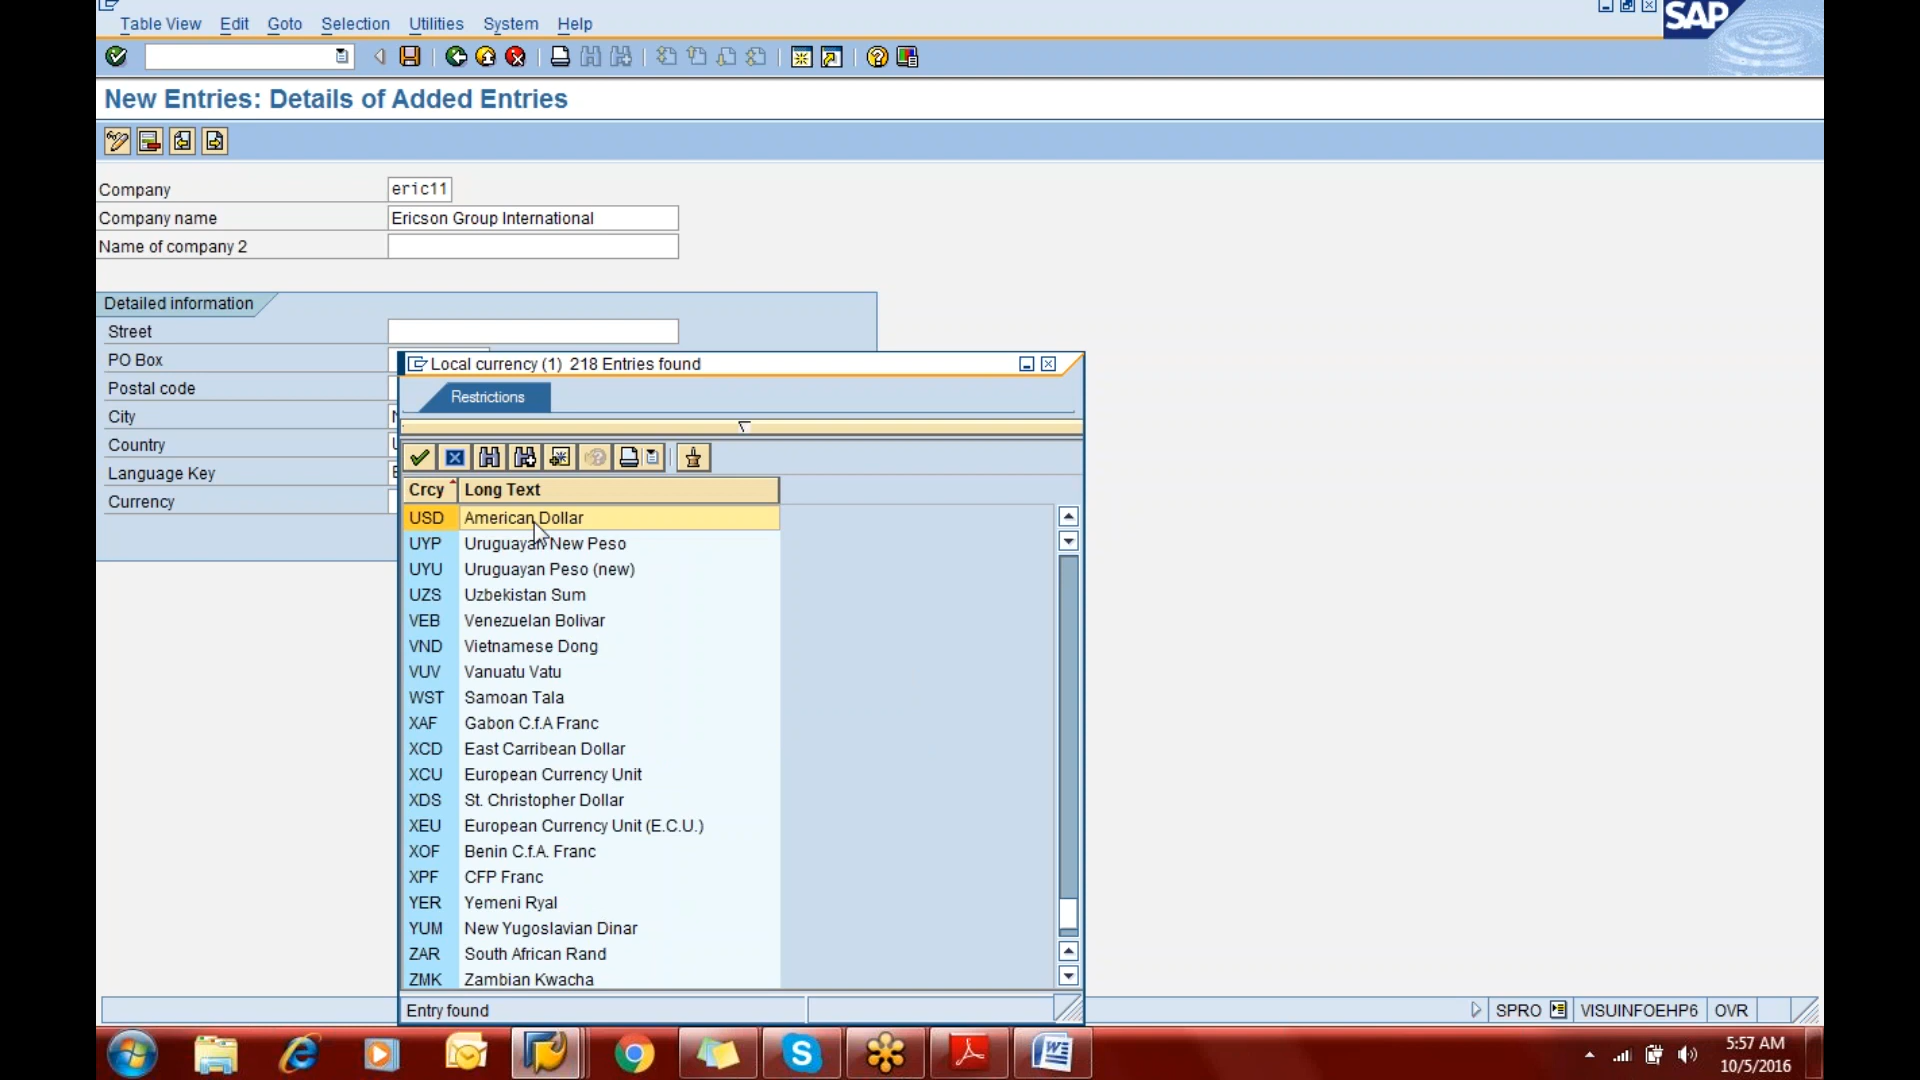 Table View Edit Goto Selection Utilities System Help
SAP
New Entries: Details of Added Entries
Company eric11
Company name Ericson Group International
Name of company 2
Detailed information
Street
PO Box
Postal code
City
Country
Language Key
Currency
Local currency (1) 218 Entries found
Restrictions
Crcy Long Text
USD American Dollar
UYP Uruguayan New Peso
UYU Uruguayan Peso (new)
UZS Uzbekistan Sum
VEB Venezuelan Bolivar
VND Vietnamese Dong
VUV Vanuatu Vatu
WST Samoan Tala
XAF Gabon C.f.A Franc
XCD East Carribean Dollar
XCU European Currency Unit
XDS St. Christopher Dollar
XEU European Currency Unit (E.C.U.)
XOF Benin C.f.A. Franc
XPF CFP Franc
YER Yemeni Ryal
YUM New Yugoslavian Dinar
ZAR South African Rand
ZMK Zambian Kwacha
Entry found
SPRO VISUINFOEHP6 OVR
5:57 AM
10/5/2016